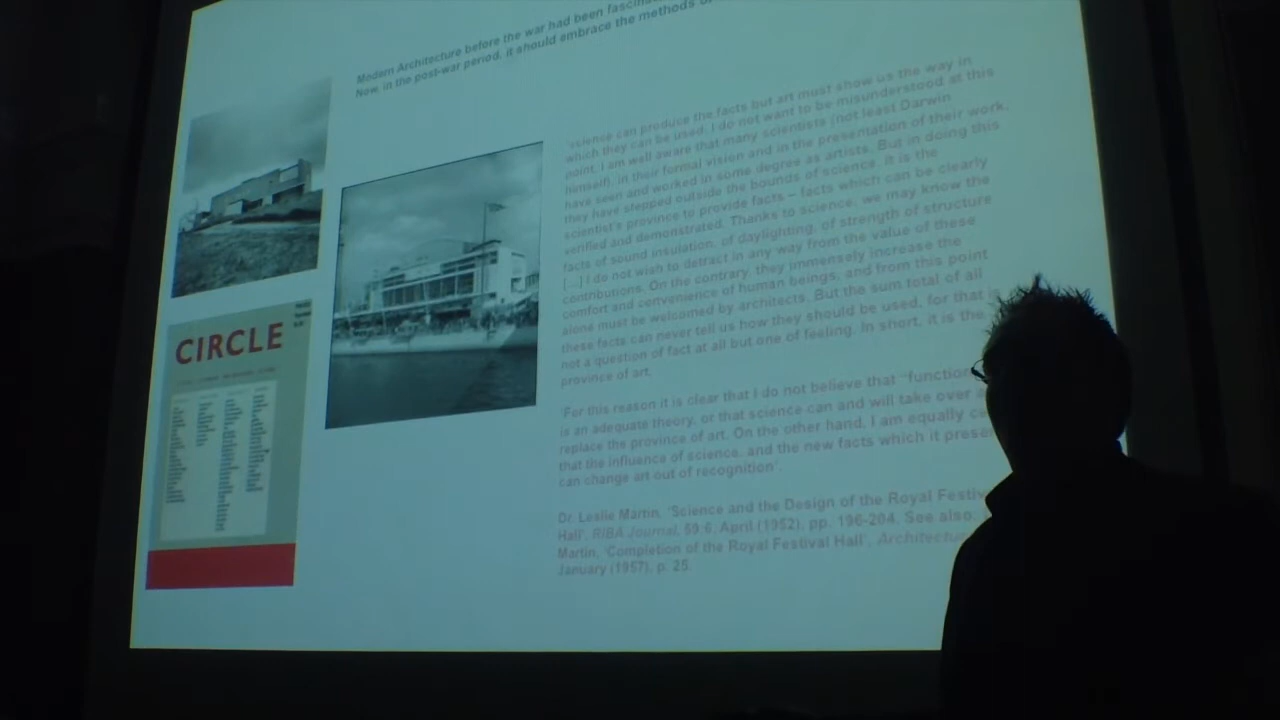 Modern Architecture before the war had been
Now, in the post-war period, it should embrace the methods
'science can produce the facts but art must show us the way in
which they can be used. I do not want to be misunderstood at this
point. I am well aware that many scientists (not least Darwin
himself), in their formal vision and in the presentation of their work,
have seen and worked in some degree as artists. But in doing this
they have stepped outside the bounds of science. It is the
scientist's province to provide facts – facts which can be clearly
verified and demonstrated. Thanks to science, we may know the
facts of sound insulation, of daylighting, of strength of structure
[...] I do not wish to detract in any way from the value of these
contributions. On the contrary, they immensely increase the
comfort and convenience of human beings, and from this point
alone must be welcomed by architects. But the sum total of all
these facts can never tell us how they should be used, for that
not a question of fact at all but one of feeling. In short, it is the
province of art.
'For this reason it is clear that I do not believe that
is an adequate theory, or that science can and will take over
replace the province of art. On the other hand, I am equally
that the influence of science, and the new facts which it
can change art out of recognition'.
Dr. Leslie Martin, 'Science and the Design of the Royal
Hall', RIBA Journal, 59:6, April (1952), pp. 196-204. See also
Martin, 'Completion of the Royal Festival Hall',
January (1957), p. 25.
CIRCLE